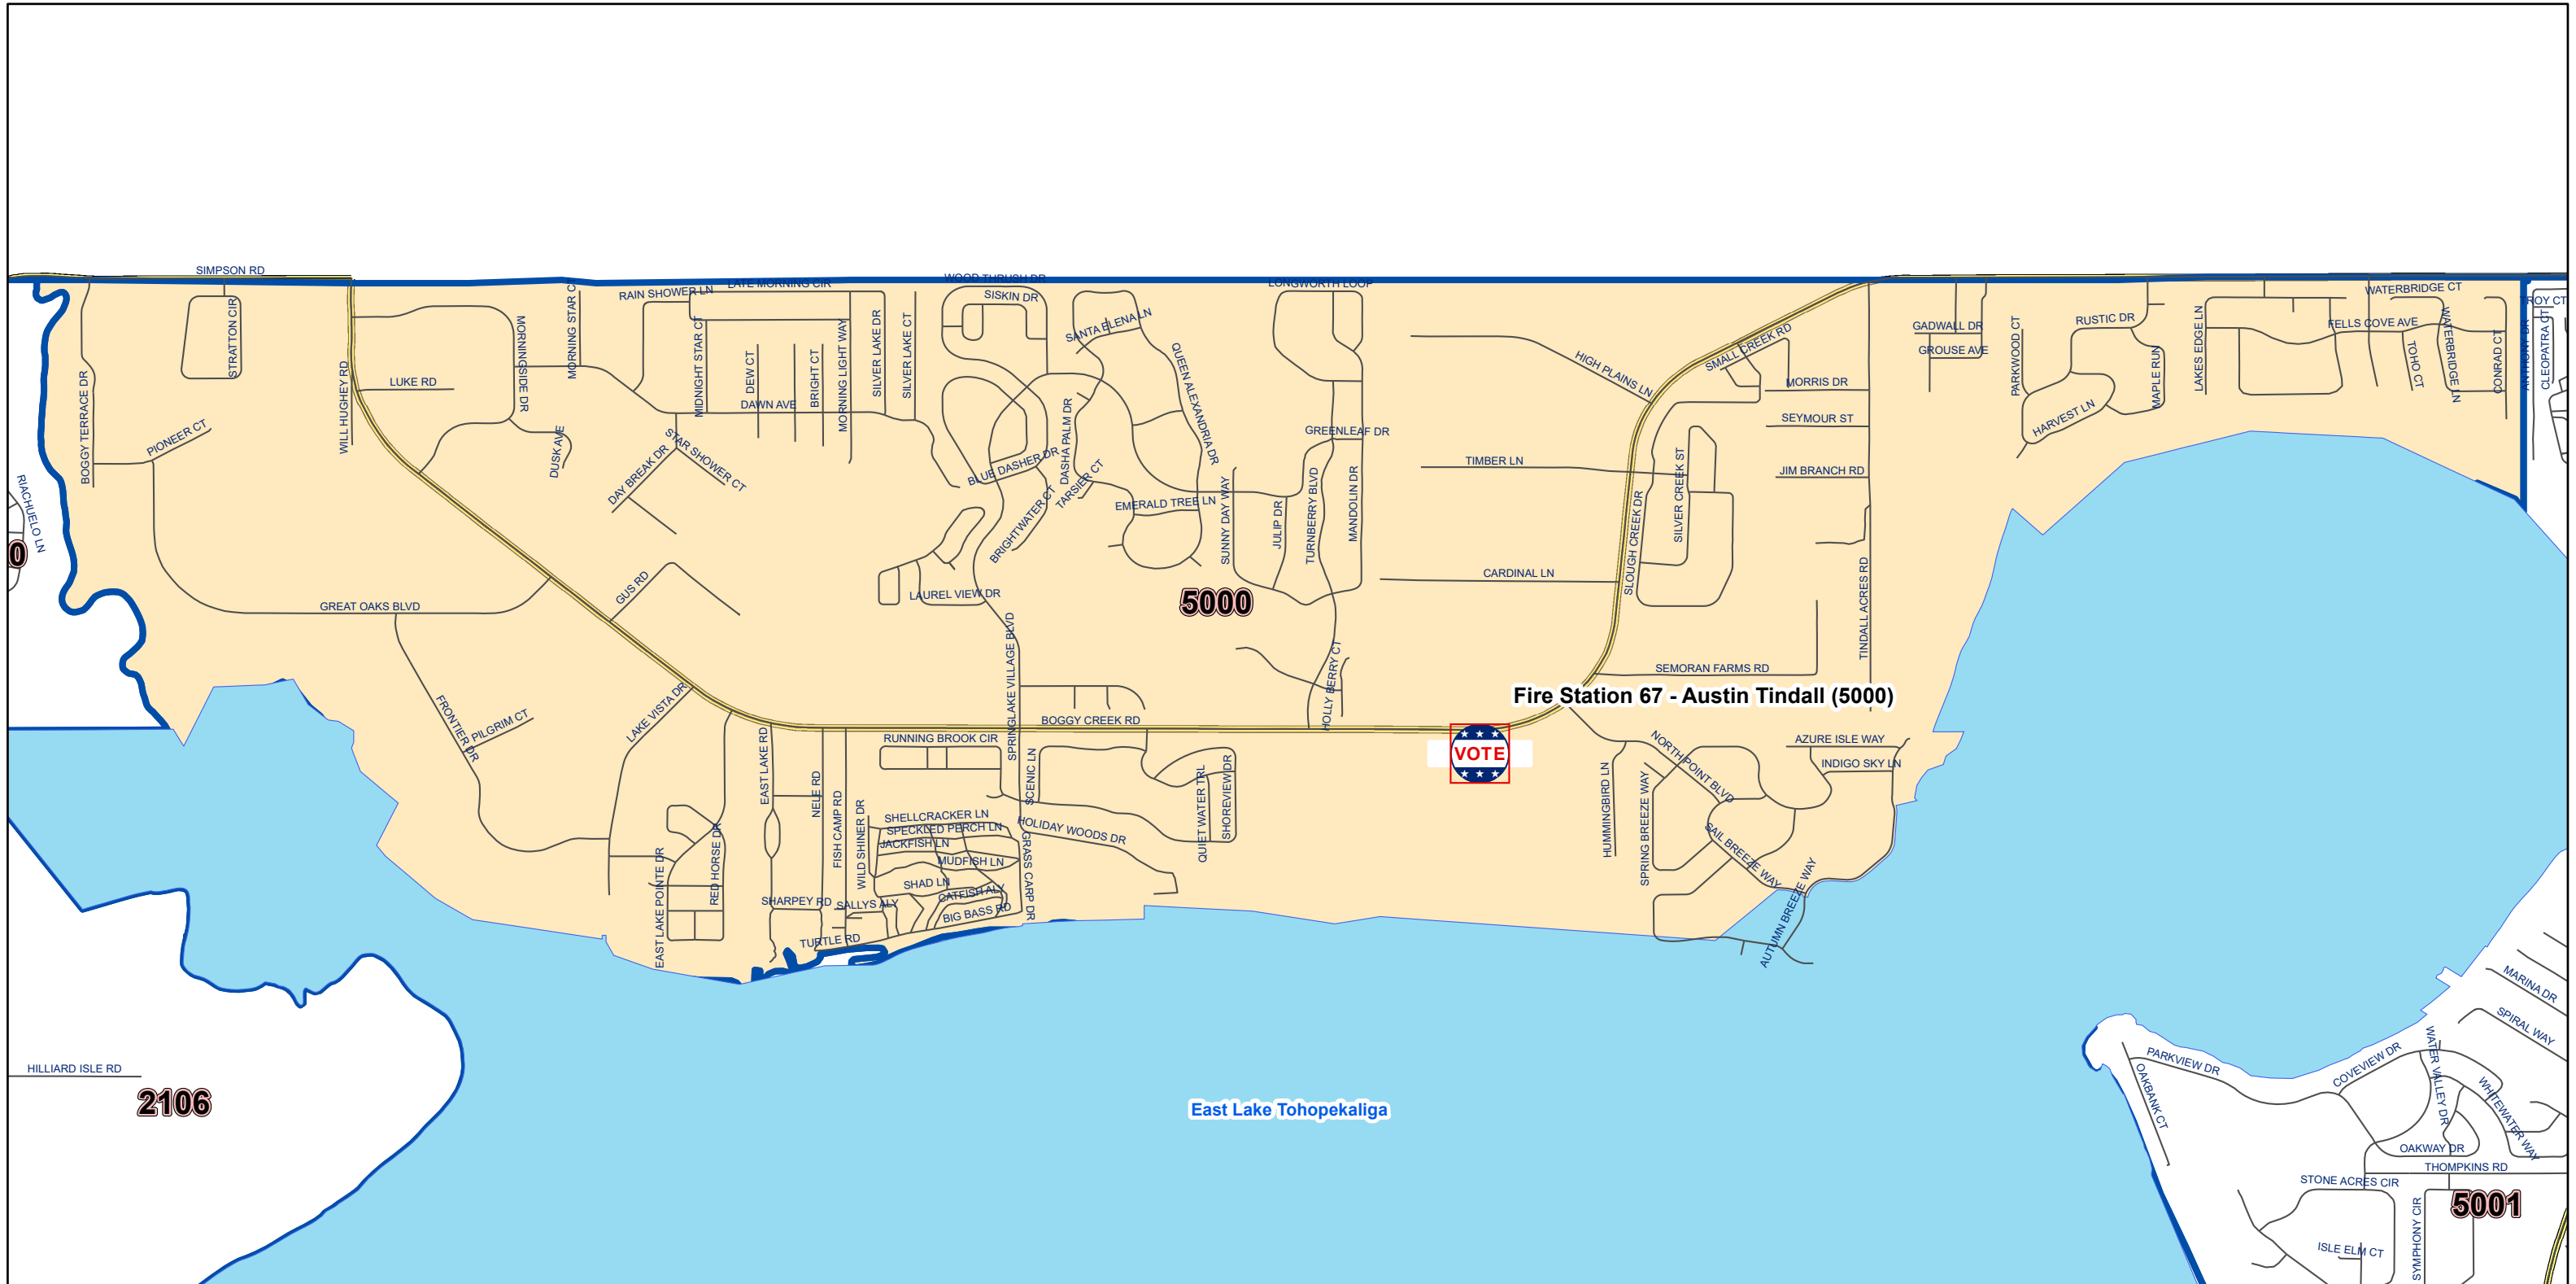 SIMPSON RD
WOOD THRUSH DR
LATE MORNING CIR
LONGWORTH LOOP
RAIN SHOWER LN
SISKIN DR
WATERBRIDGE CT
TROY CT
STRATTON CIR
MORNING STAR CT
SANTA ELENA LN
RUSTIC DR
FELLS COVE AVE
GADWALL DR
GROUSE AVE
SMALL CREEK RD
HIGH PLAINS LN
MORNINGSIDE DR
MIDNIGHT STAR CT
DEW CT
BRIGHT CT
MORNING LIGHT WAY
SILVER LAKE DR
SILVER LAKE CT
QUEEN ALEXANDRIA DR
PARKWOOD CT
MAPLE RUN
LAKES EDGE LN
TOHO CT
WATERBRIDGE LN
CONRAD CT
ANTHONY DR
CLEOPATRA CT
LUKE RD
MORRIS DR
WILL HUGHEY RD
BOGGY TERRACE DR
DAWN AVE
SEYMOUR ST
HARVEST LN
PIONEER CT
DUSK AVE
STAR SHOWER CT
DAY BREAK DR
DASHA PALM DR
GREENLEAF DR
BLUE DASHER DR
TARSIER CT
TIMBER LN
JIM BRANCH RD
RIACHUELO LN
BRIGHTWATER CT
EMERALD TREE LN
SUNNY DAY WAY
JULIP DR
TURNBERRY BLVD
MANDOLIN DR
SLOUGH CREEK DR
SILVER CREEK ST
TINDALL ACRES RD
0
CARDINAL LN
GUS RD
LAUREL VIEW DR
5000
GREAT OAKS BLVD
SPRINGLAKE VILLAGE BLVD
HOLLY BERRY CT
SEMORAN FARMS RD
Fire Station 67 - Austin Tindall (5000)
FRONTIER DR
PILGRIM CT
LAKE VISTA DR
BOGGY CREEK RD
RUNNING BROOK CIR
VOTE
NORTH POINT BLVD
AZURE ISLE WAY
INDIGO SKY LN
EAST LAKE RD
NELE RD
FISH CAMP RD
WILD SHINER DR
SCENIC LN
QUIET WATER TRL
SHOREVIEW DR
HUMMINGBIRD LN
SPRING BREEZE WAY
SHELLCRACKER LN
SPECKLED PERCH LN
JACKFISH LN
HOLIDAY WOODS DR
MUDFISH LN
SAIL BREEZE WAY
EAST LAKE POINTE DR
RED HORSE DR
SHAD LN
CATFISH ALY
GRASS CARP DR
SHARPEY RD
SALLYS ALY
BIG BASS RD
AUTUMN BREEZE WAY
TURTLE RD
MARINA DR
SPIRAL WAY
HILLIARD ISLE RD
2106
East Lake Tohopekaliga
PARKVIEW DR
OAKBANK CT
COVEVIEW DR
WATER VALLEY DR
WHITEWATER WAY
OAKWAY DR
THOMPKINS RD
STONE ACRES CIR
5001
SYMPHONY CIR
ISLE ELM CT